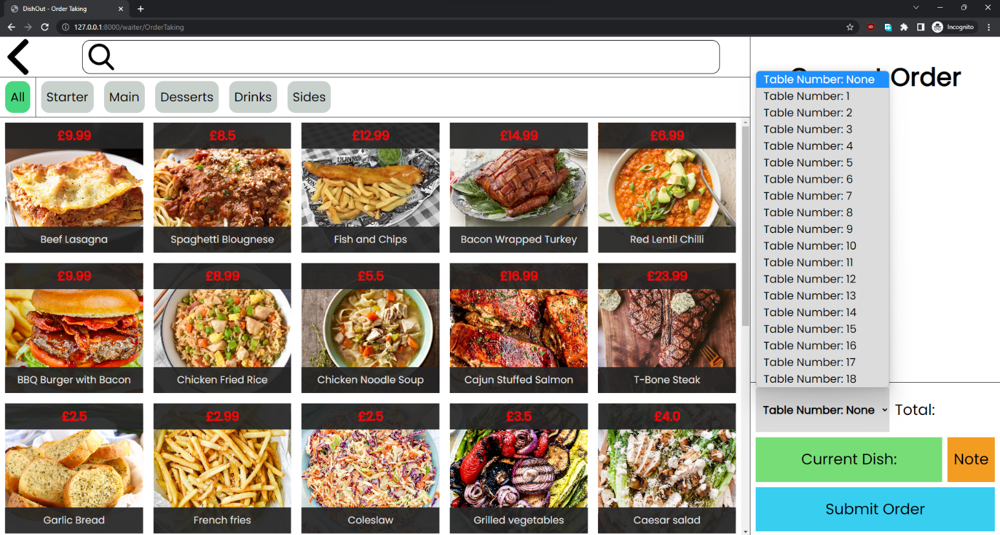 DishOut - Order Taking
127.0.0.1:8000/waiter/OrderTaking
Incognito
All
Starter
Main
Desserts
Drinks
Sides
£9.99
£8.5
£12.99
£14.99
£6.99
Beef Lasagna
Spaghetti Blougnese
Fish and Chips
Bacon Wrapped Turkey
Red Lentil Chilli
£9.99
£8.99
£5.5
£16.99
£23.99
BBQ Burger with Bacon
Chicken Fried Rice
Chicken Noodle Soup
Cajun Stuffed Salmon
T-Bone Steak
£2.5
£2.99
£2.5
£3.5
£4.0
Garlic Bread
French fries
Coleslaw
Grilled vegetables
Caesar salad
Order
Table Number: None
Table Number: 1
Table Number: 2
Table Number: 3
Table Number: 4
Table Number: 5
Table Number: 6
Table Number: 7
Table Number: 8
Table Number: 9
Table Number: 10
Table Number: 11
Table Number: 12
Table Number: 13
Table Number: 14
Table Number: 15
Table Number: 16
Table Number: 17
Table Number: 18
Table Number: None
Total:
Current Dish:
Note
Submit Order